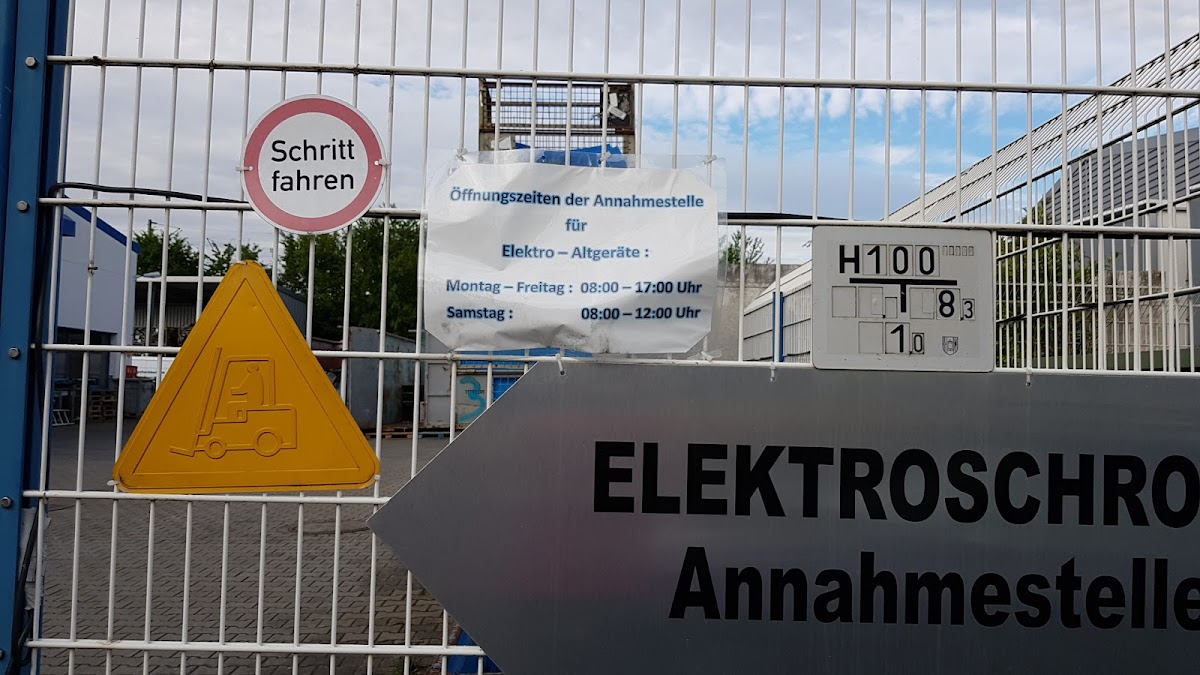 Schritt
fahren
Öffnungszeiten der Annahmestelle
für
Elektro – Altgeräte :
Montag – Freitag : 08:00 – 17:00 Uhr
Samstag : 08:00 – 12:00 Uhr
H100
8,3
1,0
ELEKTROSCHRO
Annahmestelle
3